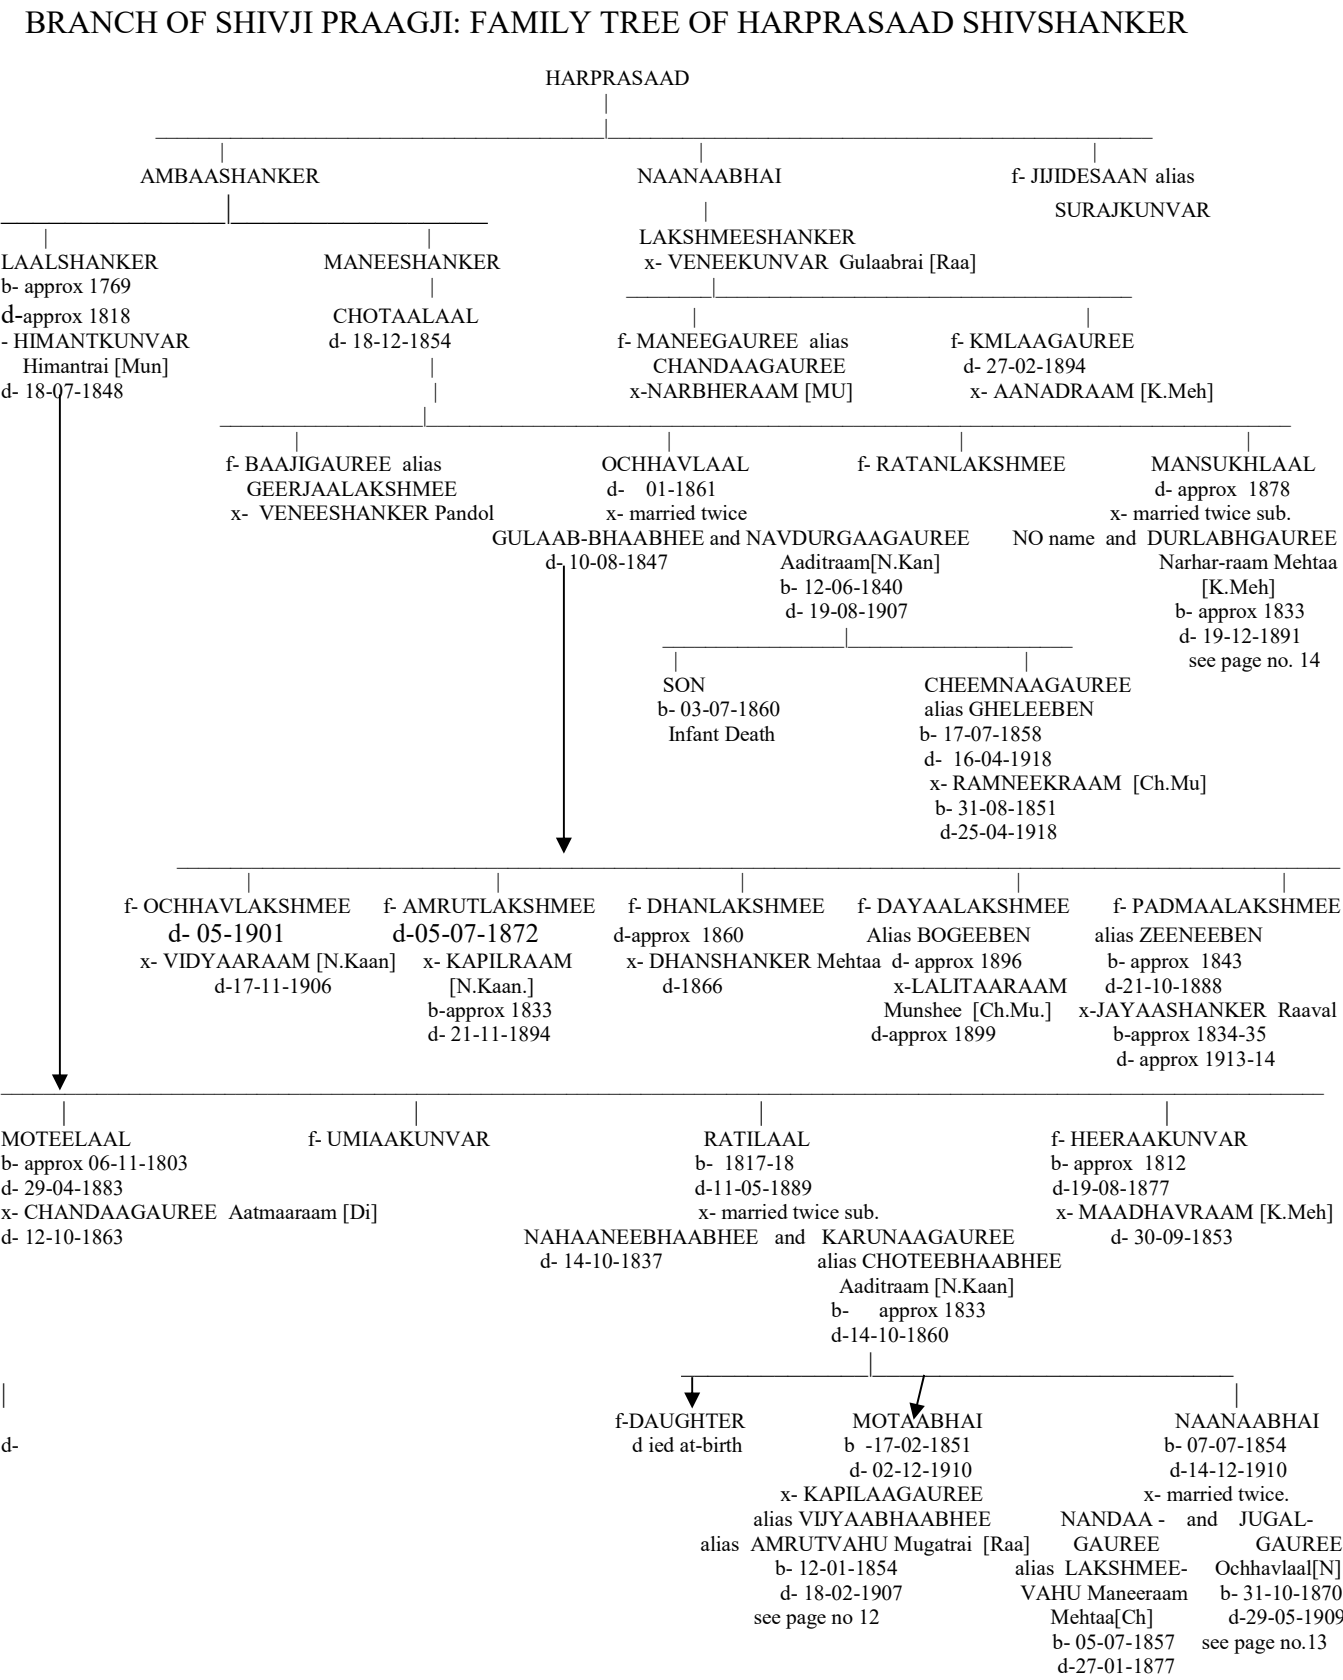 BRANCH OF SHIVJI PRAAGJI: FAMILY TREE OF HARPRASAAD SHIVSHANKER
HARPRASAAD
AMBAASHANKER NAANAABHAI f- JIJIDESAAN alias
SURAJKUNVAR
LAKSHMEESHANKER
LAALSHANKER MANEESHANKER x- VENEEKUNVAR Gulaabrai [Raa]
b- approx 1769
d-approx 1818 CHOTAALAAL
- HIMANTKUNVAR d- 18-12-1854 f- MANEEGAUREE alias f- KMLAAGAUREE
Himantrai [Mun] CHANDAAGAUREE d- 27-02-1894
d- 18-07-1848 x-NARBHERAAM [MU] x- AANADRAAM [K.Meh]
f- BAAJIGAUREE alias OCHHAVLAAL f- RATANLAKSHMEE MANSUKHLAAL
GEERJAALAKSHMEE d- 01-1861 d- approx 1878
x- VENEESHANKER Pandol x- married twice x- married twice sub.
GULAAB-BHAABHEE and NAVDURGAAGAUREE NO name and DURLABHGAUREE
d- 10-08-1847 Aaditraam[N.Kan] Narhar-raam Mehtaa
b- 12-06-1840 [K.Meh]
d- 19-08-1907 b- approx 1833
d- 19-12-1891
see page no. 14
SON CHEEMNAAGAUREE
b- 03-07-1860 alias GHELEEBEN
Infant Death b- 17-07-1858
d- 16-04-1918
x- RAMNEEKRAAM [Ch.Mu]
b- 31-08-1851
d-25-04-1918
f- OCHHAVLAKSHMEE f- AMRUTLAKSHMEE f- DHANLAKSHMEE f- DAYAALAKSHMEE f- PADMAALAKSHMEE
d- 05-1901 d-05-07-1872 d-approx 1860 Alias BOGEEBEN alias ZEENEEBEN
x- VIDYAARAAM [N.Kaan] x- KAPILRAAM x- DHANSHANKER Mehtaa d- approx 1896 b- approx 1843
d-17-11-1906 [N.Kaan.] d-1866 x-LALITAARAAM d-21-10-1888
b-approx 1833 Munshee [Ch.Mu.] x-JAYAASHANKER Raaval
d- 21-11-1894 d-approx 1899 b-approx 1834-35
d- approx 1913-14
MOTEELAAL f- UMIAAKUNVAR RATILAAL f- HEERAAKUNVAR
b- approx 06-11-1803 b- 1817-18 b- approx 1812
d- 29-04-1883 d-11-05-1889 d-19-08-1877
x- CHANDAAGAUREE Aatmaaraam [Di] x- married twice sub. x- MAADHAVRAAM [K.Meh]
d- 12-10-1863 NAHAANEEBHAABHEE and KARUNAAGAUREE d- 30-09-1853
d- 14-10-1837 alias CHOTEEBHAABHEE
Aaditraam [N.Kaan]
b- approx 1833
d-14-10-1860
f-DAUGHTER MOTAABHAI NAANAABHAI
d- d ied at-birth b -17-02-1851 b- 07-07-1854
d- 02-12-1910 d-14-12-1910
x- KAPILAAGAUREE x- married twice.
alias VIJYAABHAABHEE NANDAA - and JUGAL-
alias AMRUTVAHU Mugatrai [Raa] GAUREE GAUREE
b- 12-01-1854 alias LAKSHMEE- Ochhavlaal[N]
d- 18-02-1907 VAHU Maneeraam b- 31-10-1870
see page no 12 Mehtaa[Ch] d-29-05-1909
b- 05-07-1857 see page no.13
d-27-01-1877